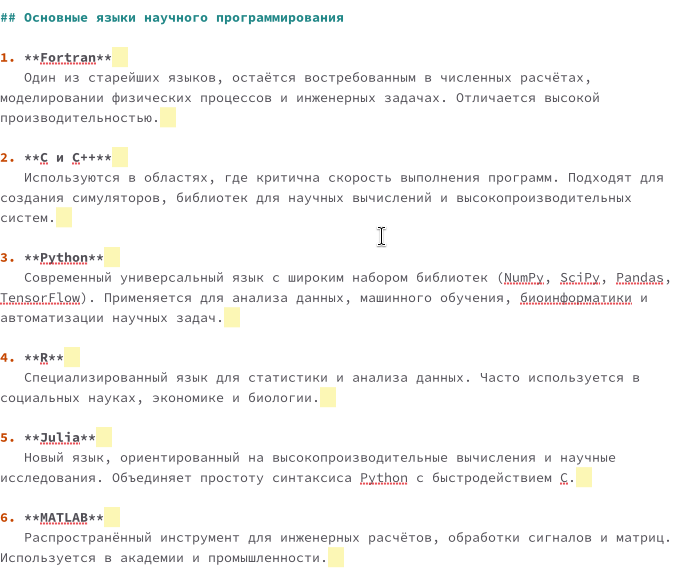 ## Основные языки научного программирования
1. **Fortran**
Один из старейших языков, остаётся востребованным в численных расчётах,
моделировании физических процессов и инженерных задачах. Отличается высокой
производительностью.
2. **C и C++**
Используются в областях, где критична скорость выполнения программ. Подходят для
создания симуляторов, библиотек для научных вычислений и высокопроизводительных
систем.
3. **Python**
Современный универсальный язык с широким набором библиотек (NumPy, SciPy, Pandas,
TensorFlow). Применяется для анализа данных, машинного обучения, биоинформатики и
автоматизации научных задач.
4. **R**
Специализированный язык для статистики и анализа данных. Часто используется в
социальных науках, экономике и биологии.
5. **Julia**
Новый язык, ориентированный на высокопроизводительные вычисления и научные
исследования. Объединяет простоту синтаксиса Python с быстродействием C.
6. **MATLAB**
Распространённый инструмент для инженерных расчётов, обработки сигналов и матриц.
Используется в академии и промышленности.